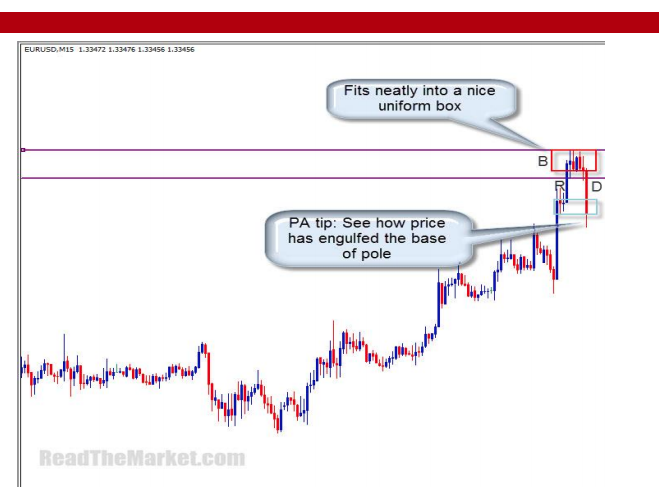 EURUSD,M15 1.33472 1.33476 1.33456 1.33456
Fits neatly into a nice
uniform box
B
R D
PA tip: See how price
has engulfed the base
of pole
ReadTheMarket.com